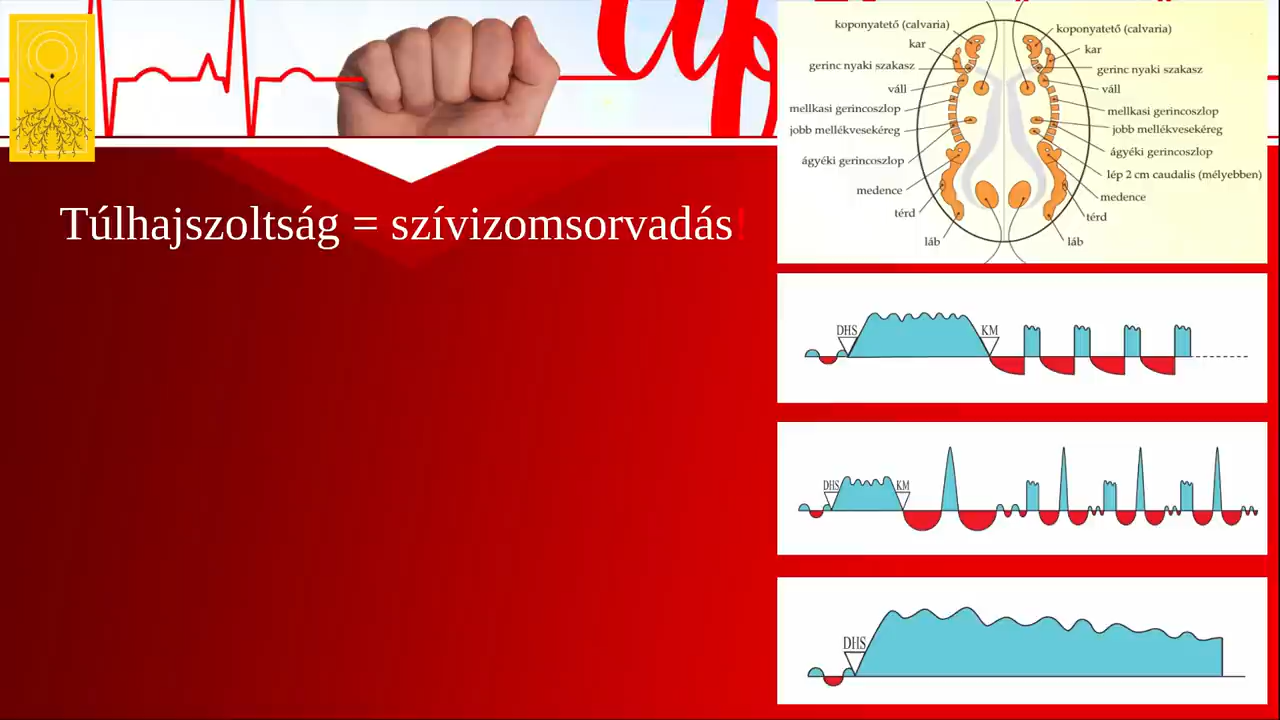 Túlhajszoltság = szívizomsorvadás!
koponyatető (calvaria)
kar
gerinc nyaki szakasz
váll
mellkasi gerincoszlop
jobb mellékvesekéreg
ágyéki gerincoszlop
medence
térd
láb
koponyatető (calvaria)
kar
gerinc nyaki szakasz
váll
mellkasi gerincoszlop
jobb mellékvesekéreg
ágyéki gerincoszlop
lép 2 cm caudalis (mélyebben)
medence
térd
láb
DHS
KM
DHS
KM
DHS